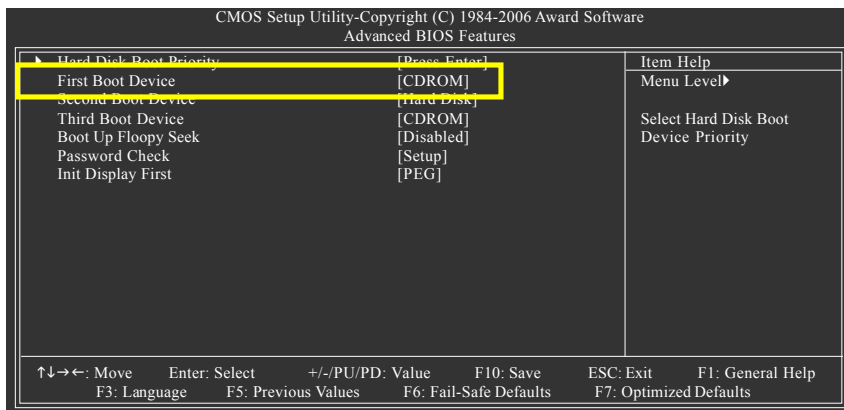 CMOS Setup Utility-Copyright (C) 1984-2006 Award Software
Advanced BIOS Features
▶ Hard Disk Boot Priority [Press Enter] Item Help
First Boot Device [CDROM] Menu Level▶
Second Boot Device [Hard Disk]
Third Boot Device [CDROM] Select Hard Disk Boot
Boot Up Floopy Seek [Disabled] Device Priority
Password Check [Setup]
Init Display First [PEG]
↑↓→←: Move Enter: Select +/-/PU/PD: Value F10: Save ESC: Exit F1: General Help
F3: Language F5: Previous Values F6: Fail-Safe Defaults F7: Optimized Defaults